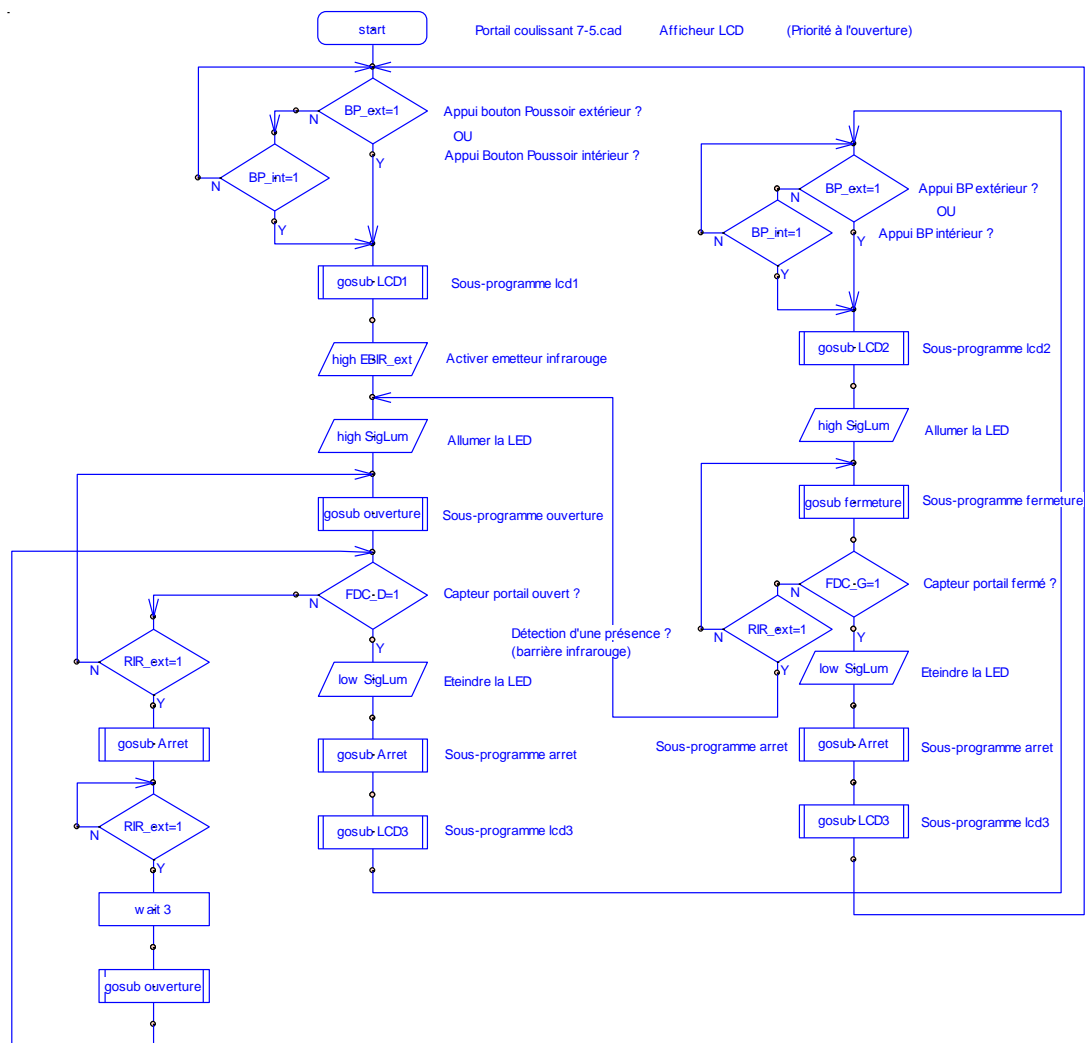 start
Portail coulissant 7-5.cad Afficheur LCD (Priorité à l'ouverture)
BP_ext=1
N
Y
Appui bouton Poussoir extérieur ?
OU
Appui Bouton Poussoir intérieur ?
BP_int=1
N
Y
gosub LCD1
Sous-programme lcd1
high EBIR_ext
Activer emetteur infrarouge
high SigLum
Allumer la LED
gosub ouverture
Sous-programme ouverture
FDC_D=1
N
Y
Capteur portail ouvert ?
low SigLum
Eteindre la LED
gosub Arret
Sous-programme arret
gosub LCD3
Sous-programme lcd3
RIR_ext=1
N
Y
gosub Arret
RIR_ext=1
N
Y
wait 3
gosub ouverture
BP_ext=1
N
Y
Appui BP extérieur ?
OU
Appui BP intérieur ?
BP_int=1
N
Y
gosub LCD2
Sous-programme lcd2
high SigLum
Allumer la LED
gosub fermeture
Sous-programme fermeture
FDC_G=1
N
Y
Capteur portail fermé ?
RIR_ext=1
N
Y
Détection d'une présence ?
(barrière infrarouge)
low SigLum
Eteindre la LED
Sous-programme arret
gosub Arret
Sous-programme arret
gosub LCD3
Sous-programme lcd3